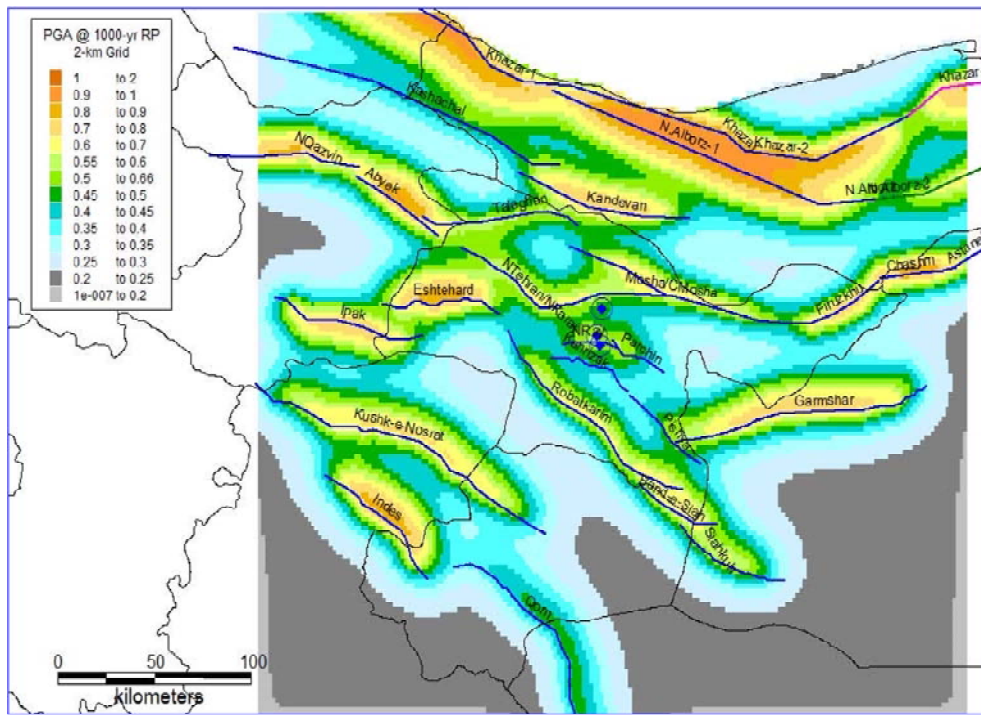 PGA @ 1000-yr RP
2-km Grid
1 to 2
0.9 to 1
0.8 to 0.9
0.7 to 0.8
0.6 to 0.7
0.55 to 0.6
0.5 to 0.66
0.45 to 0.5
0.4 to 0.45
0.35 to 0.4
0.3 to 0.35
0.25 to 0.3
0.2 to 0.25
1e-007 to 0.2
Khazar-1
Khazar
Koshachal
N.Alborz-1
Khazar
Khazar-2
NQazvin
Abyek
Kandevan
Taleghan
N.Alborz-2
Mosha/CMosha
Firuzkuh
Chashm
Eshtehard
Ipak
NTehran/N
Parchin
Robatkarim
Garmshar
Kushk-e-Nosrat
Pishva
Indes
Band-e-Siah
Siahkuh
Qom
0 50 100
kilometers